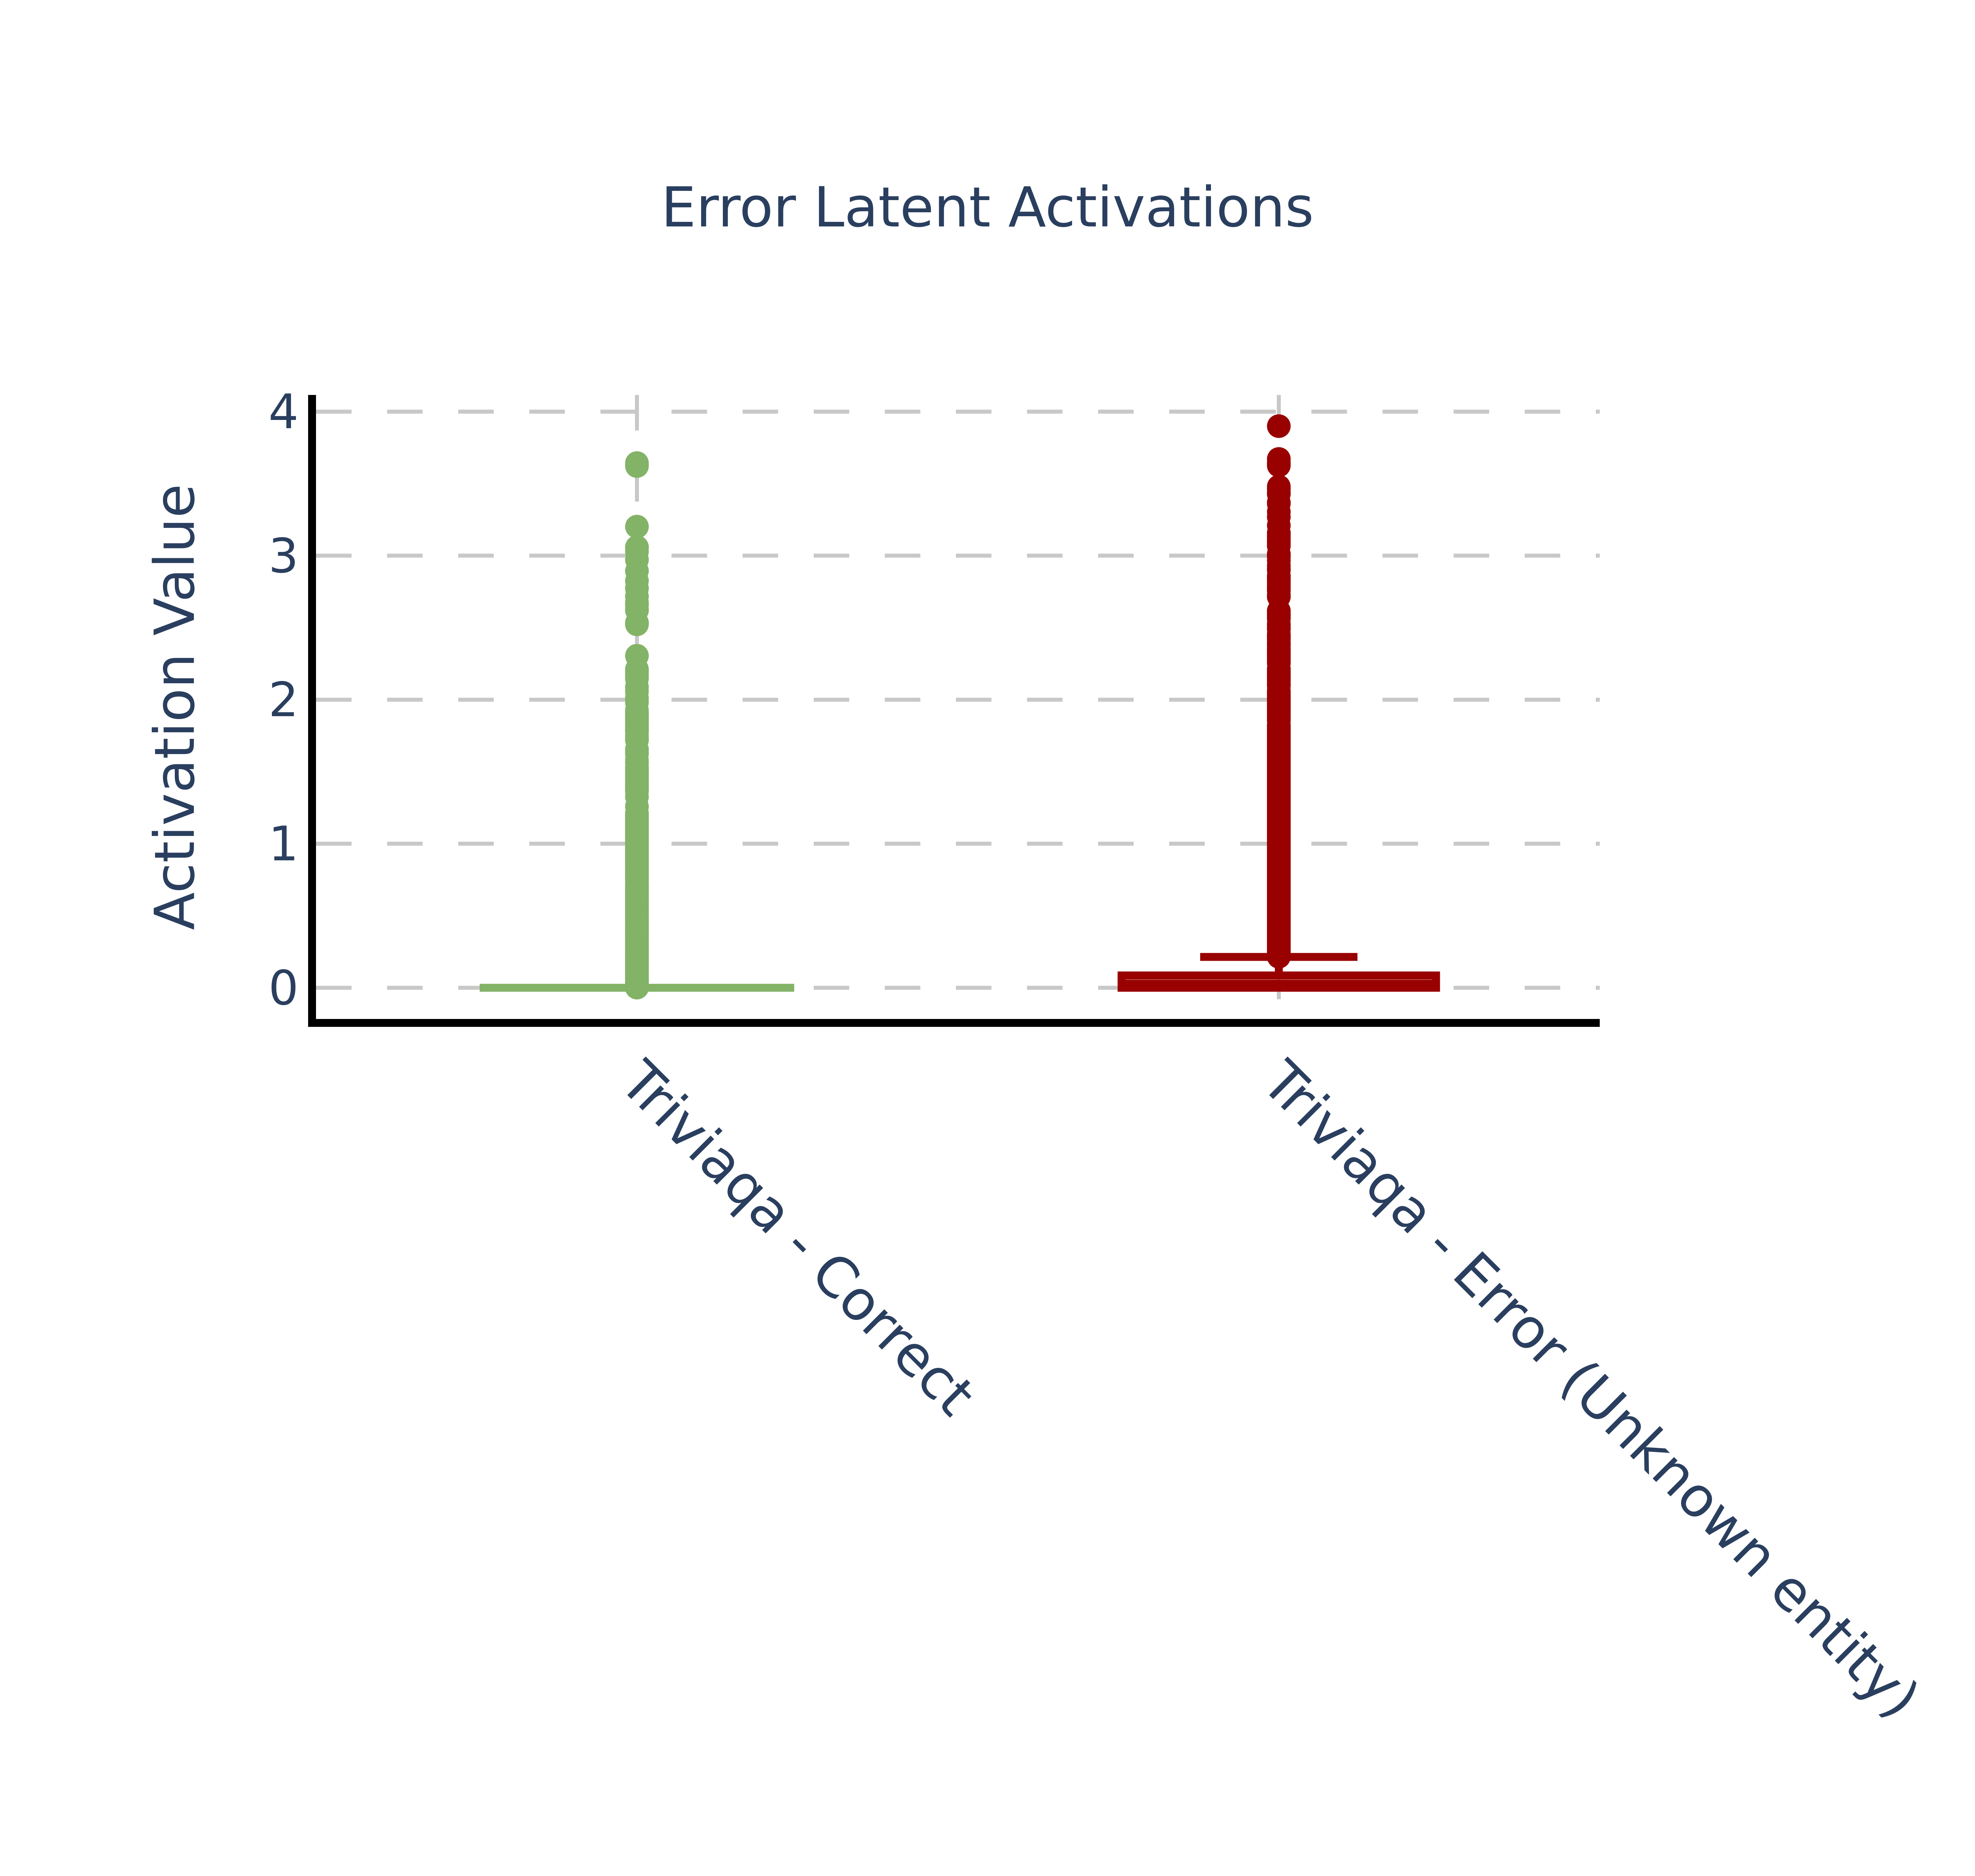 Error Latent Activations
Activation Value
4
3
2
1
0
Triviaqa - Correct
Triviaqa - Error (Unknown entity)